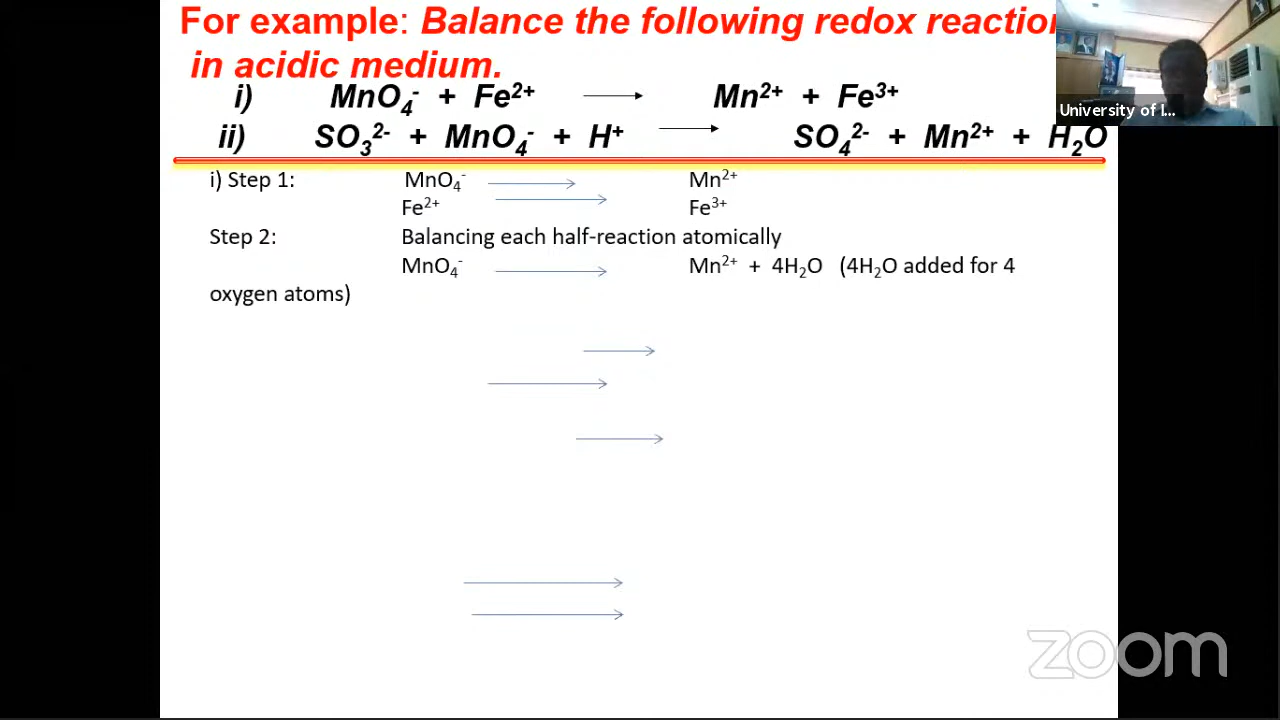 For example: Balance the following redox reaction
in acidic medium.
i) MnO₄⁻ + Fe²⁺ → Mn²⁺ + Fe³⁺
ii) SO₃²⁻ + MnO₄⁻ + H⁺ → SO₄²⁻ + Mn²⁺ + H₂O
University of I...
i) Step 1: MnO₄⁻ → Mn²⁺
Fe²⁺ → Fe³⁺
Step 2: Balancing each half-reaction atomically
MnO₄⁻ → Mn²⁺ + 4H₂O (4H₂O added for 4
oxygen atoms)
zoom